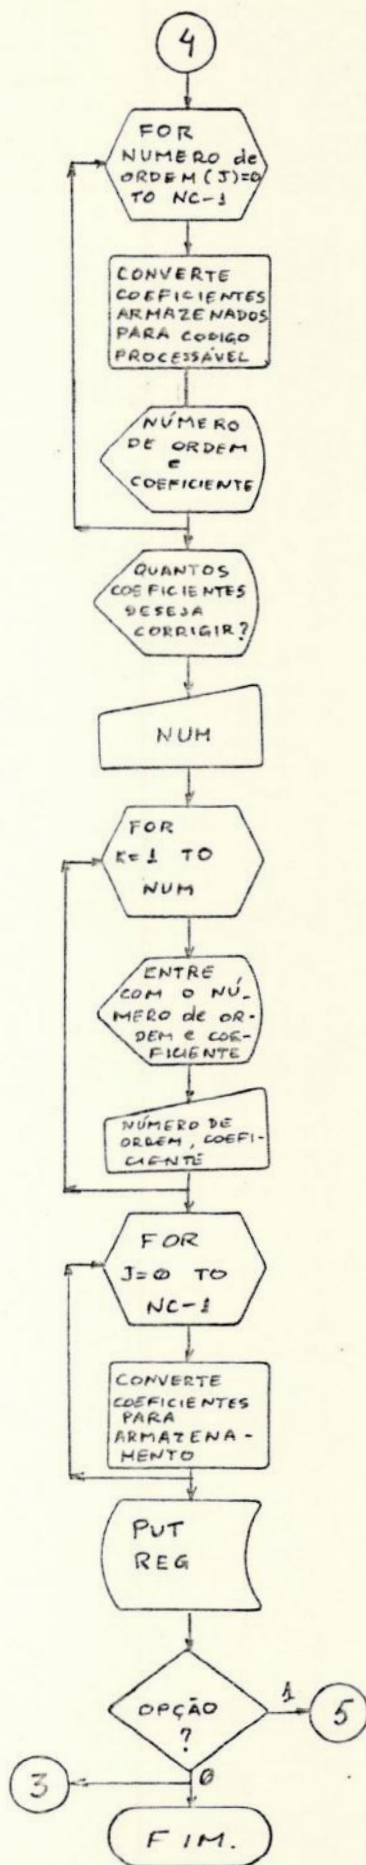 4
FOR
NUMERO de
ORDEM (J)=0
TO NC-1
CONVERTE
COEFICIENTES
ARMAZENADOS
PARA CODIGO
PROCESSÁVEL
NÚMERO
DE ORDEM
e
COEFICIENTE
QUANTOS
COEFICIENTES
DESEJA
CORRIGIR?
NUM
FOR
K=1 TO
NUM
ENTRE
COM O NÚ-
MERO de OR-
DEM e COE-
FICIENTE
NÚMERO DE
ORDEM, COEFI-
CIENTE
FOR
J=0 TO
NC-1
CONVERTE
COEFICIENTES
PARA
ARMAZENA-
MENTO
PUT
REG
OPÇÃO
?
1
5
0
3
FIM.